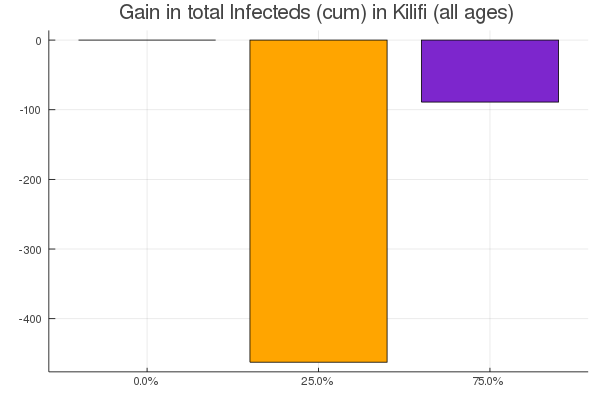 Gain in total Infecteds (cum) in Kilifi (all ages)
0
-100
-200
-300
-400
0.0% 25.0% 75.0%